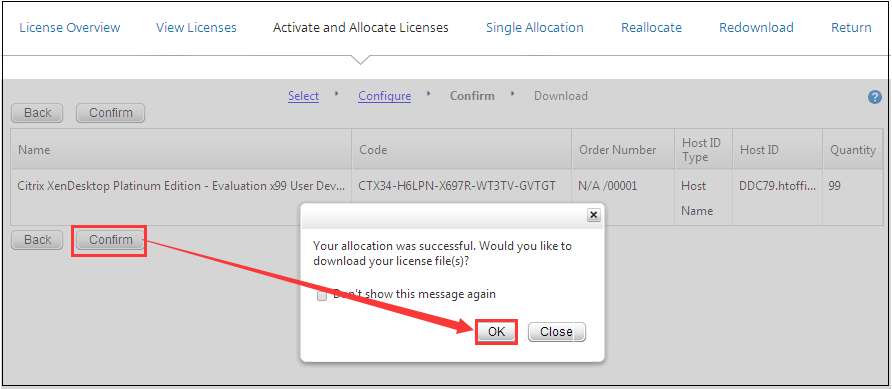 License Overview View Licenses Activate and Allocate Licenses Single Allocation Reallocate Redownload Return
Select Configure Confirm Download
Back Confirm
Name Code Order Number Host ID Type Host ID Quantity
Citrix XenDesktop Platinum Edition - Evaluation x99 User Dev... CTX34-H6LPN-X697R-WT3TV-GVTGT N/A /00001 Host Name DDC79.htoffi... 99
Back Confirm
Your allocation was successful. Would you like to
download your license file(s)?
Don't show this message again
OK Close